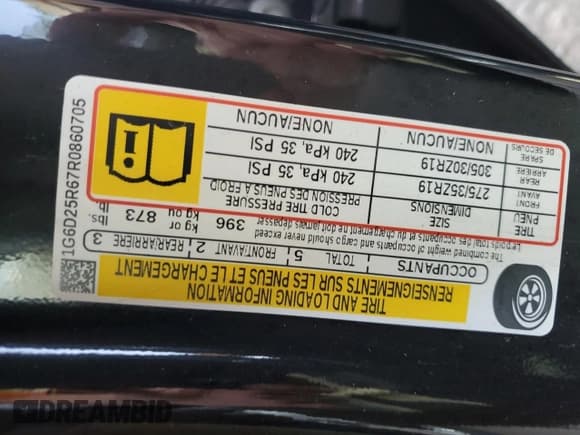 TIRE AND LOADING INFORMATION
RENSEIGNEMENTS SUR LES PNEUS ET LE CHARGEMENT
OCCUPANTS TOTAL 5 FRONT/AVANT 2 REAR/ARRIÈRE 3
The combined weight of occupants and cargo should never exceed 396 kg or 873 lbs.
Le poids total des occupants et du chargement ne doit jamais dépasser kg ou lbs.
TIRE SIZE COLD TIRE PRESSURE
PNEU DIMENSIONS PRESSION DES PNEUS À FROID
FRONT
AVANT 275/35ZR19 240 kPa, 35 PSI
REAR
ARRIÈRE 305/30ZR19 240 kPa, 35 PSI
SPARE
DE SECOURS NONE/AUCUN NONE/AUCUN
1G6D25R67R0860705
DREAMBID